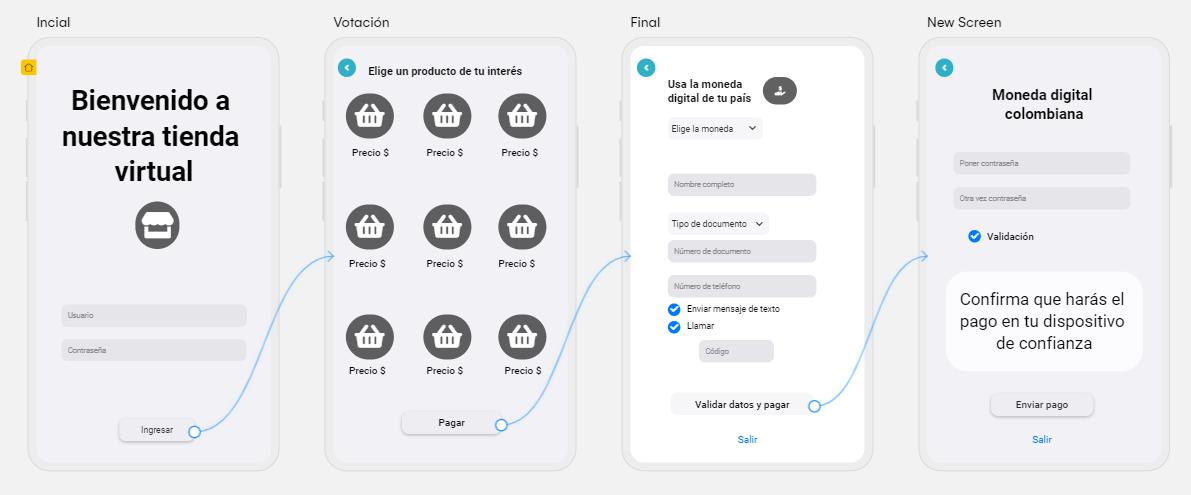 Incial
Bienvenido a
nuestra tienda
virtual
Usuario
Contraseña
Ingresar
Votación
Elige un producto de tu interés
Precio $ Precio $ Precio $
Precio $ Precio $ Precio $
Precio $ Precio $ Precio $
Pagar
Final
Usa la moneda
digital de tu país
$
Elige la moneda
Nombre completo
Tipo de documento
Número de documento
Número de teléfono
Enviar mensaje de texto
Llamar
Código
Validar datos y pagar
Salir
New Screen
Moneda digital
colombiana
Poner contraseña
Otra vez contraseña
Validación
Confirma que harás el
pago en tu dispositivo
de confianza
Enviar pago
Salir